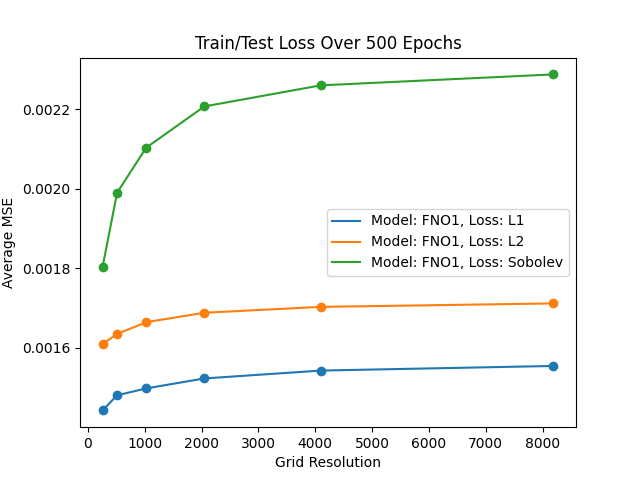 Train/Test Loss Over 500 Epochs
Average MSE
0.0022
0.0020
0.0018
0.0016
Model: FNO1, Loss: L1
Model: FNO1, Loss: L2
Model: FNO1, Loss: Sobolev
0 1000 2000 3000 4000 5000 6000 7000 8000
Grid Resolution